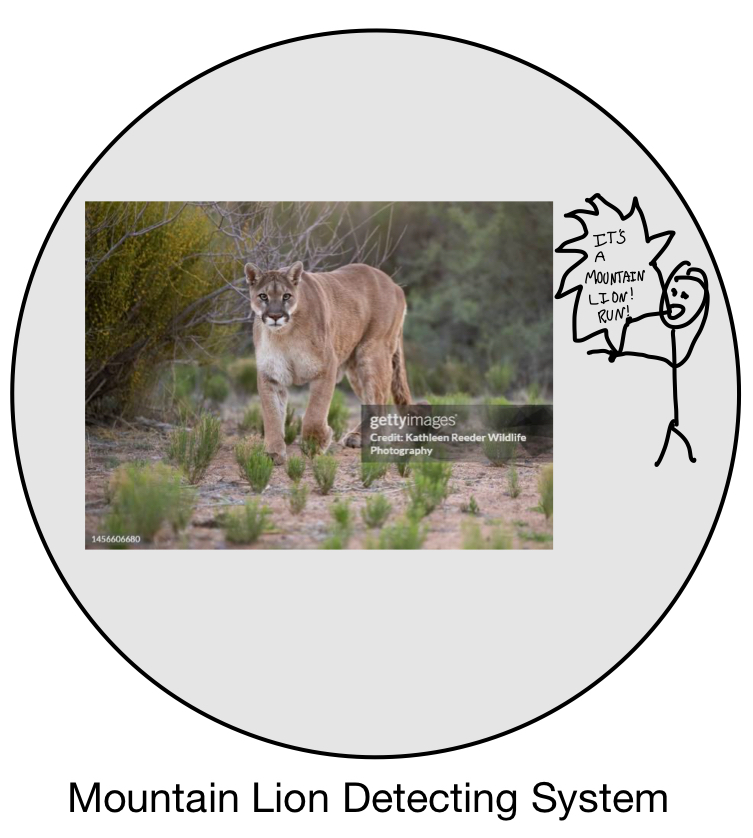 IT'S
A
MOUNTAIN
LION!
RUN!
gettyimages®
Credit: Kathleen Reeder Wildlife
Photography
1456606680
Mountain Lion Detecting System